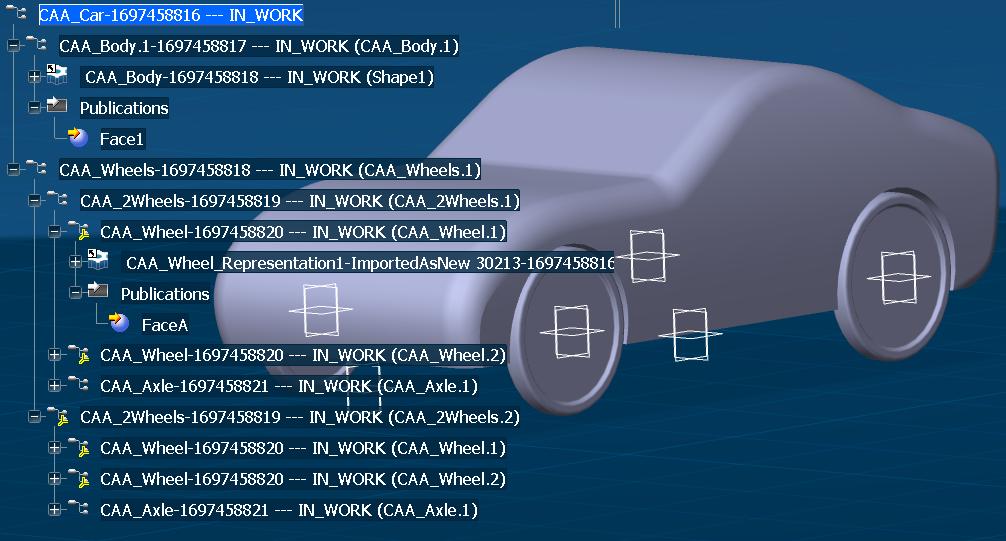 CAA_Car-1697458816 --- IN_WORK
CAA_Body.1-1697458817 --- IN_WORK (CAA_Body.1)
CAA_Body-1697458818 --- IN_WORK (Shape1)
Publications
Face1
CAA_Wheels-1697458818 --- IN_WORK (CAA_Wheels.1)
CAA_2Wheels-1697458819 --- IN_WORK (CAA_2Wheels.1)
CAA_Wheel-1697458820 --- IN_WORK (CAA_Wheel.1)
CAA_Wheel_Representation1-ImportedAsNew 30213-1697458816
Publications
FaceA
CAA_Wheel-1697458820 --- IN_WORK (CAA_Wheel.2)
CAA_Axle-1697458821 --- IN_WORK (CAA_Axle.1)
CAA_2Wheels-1697458819 --- IN_WORK (CAA_2Wheels.2)
CAA_Wheel-1697458820 --- IN_WORK (CAA_Wheel.1)
CAA_Wheel-1697458820 --- IN_WORK (CAA_Wheel.2)
CAA_Axle-1697458821 --- IN_WORK (CAA_Axle.1)